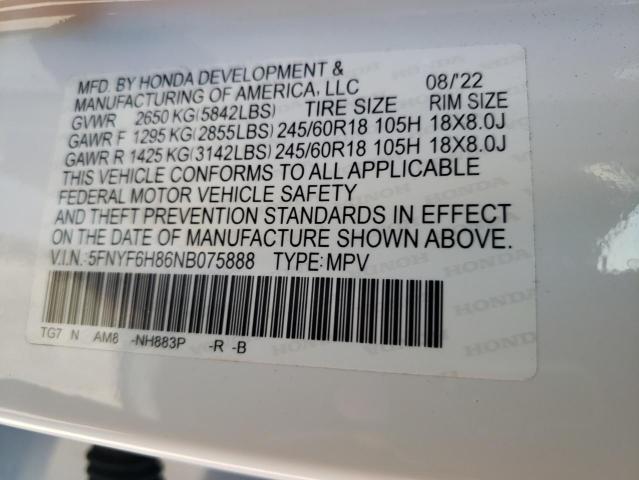 MFD. BY HONDA DEVELOPMENT &
MANUFACTURING OF AMERICA, LLC 08/'22
GVWR 2650 KG(5842LBS) TIRE SIZE RIM SIZE
GAWR F 1295 KG(2855LBS) 245/60R18 105H 18X8.0J
GAWR R 1425 KG(3142LBS) 245/60R18 105H 18X8.0J
THIS VEHICLE CONFORMS TO ALL APPLICABLE
FEDERAL MOTOR VEHICLE SAFETY
AND THEFT PREVENTION STANDARDS IN EFFECT
ON THE DATE OF MANUFACTURE SHOWN ABOVE.
V.I.N.:5FNYF6H86NB075888 TYPE:MPV
TG7 N AM8 -NH883P -R -B